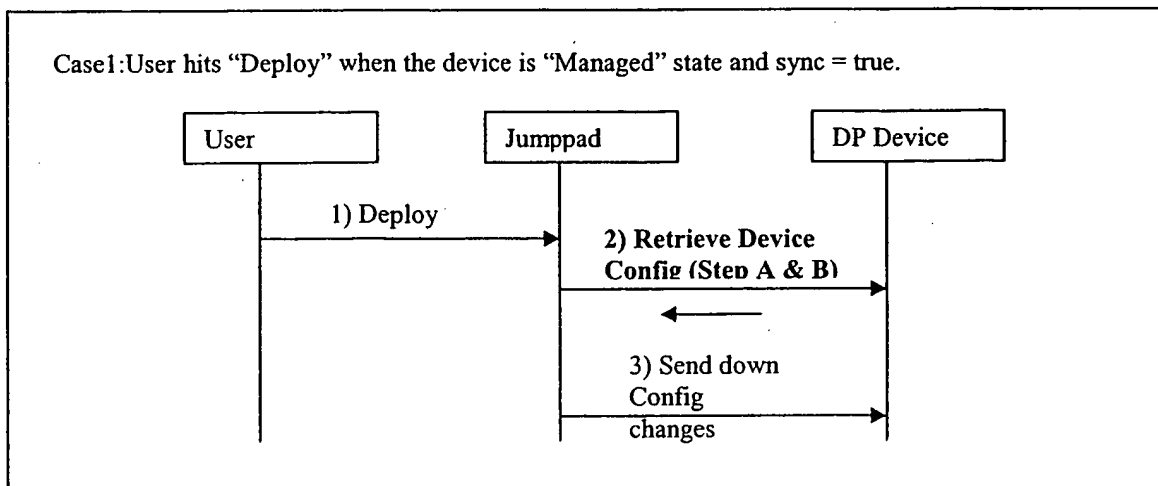 Case1:User hits “Deploy” when the device is “Managed” state and sync = true.
User
Jumppad
DP Device
1) Deploy
2) Retrieve Device
Config (Step A & B)
3) Send down
Config
changes